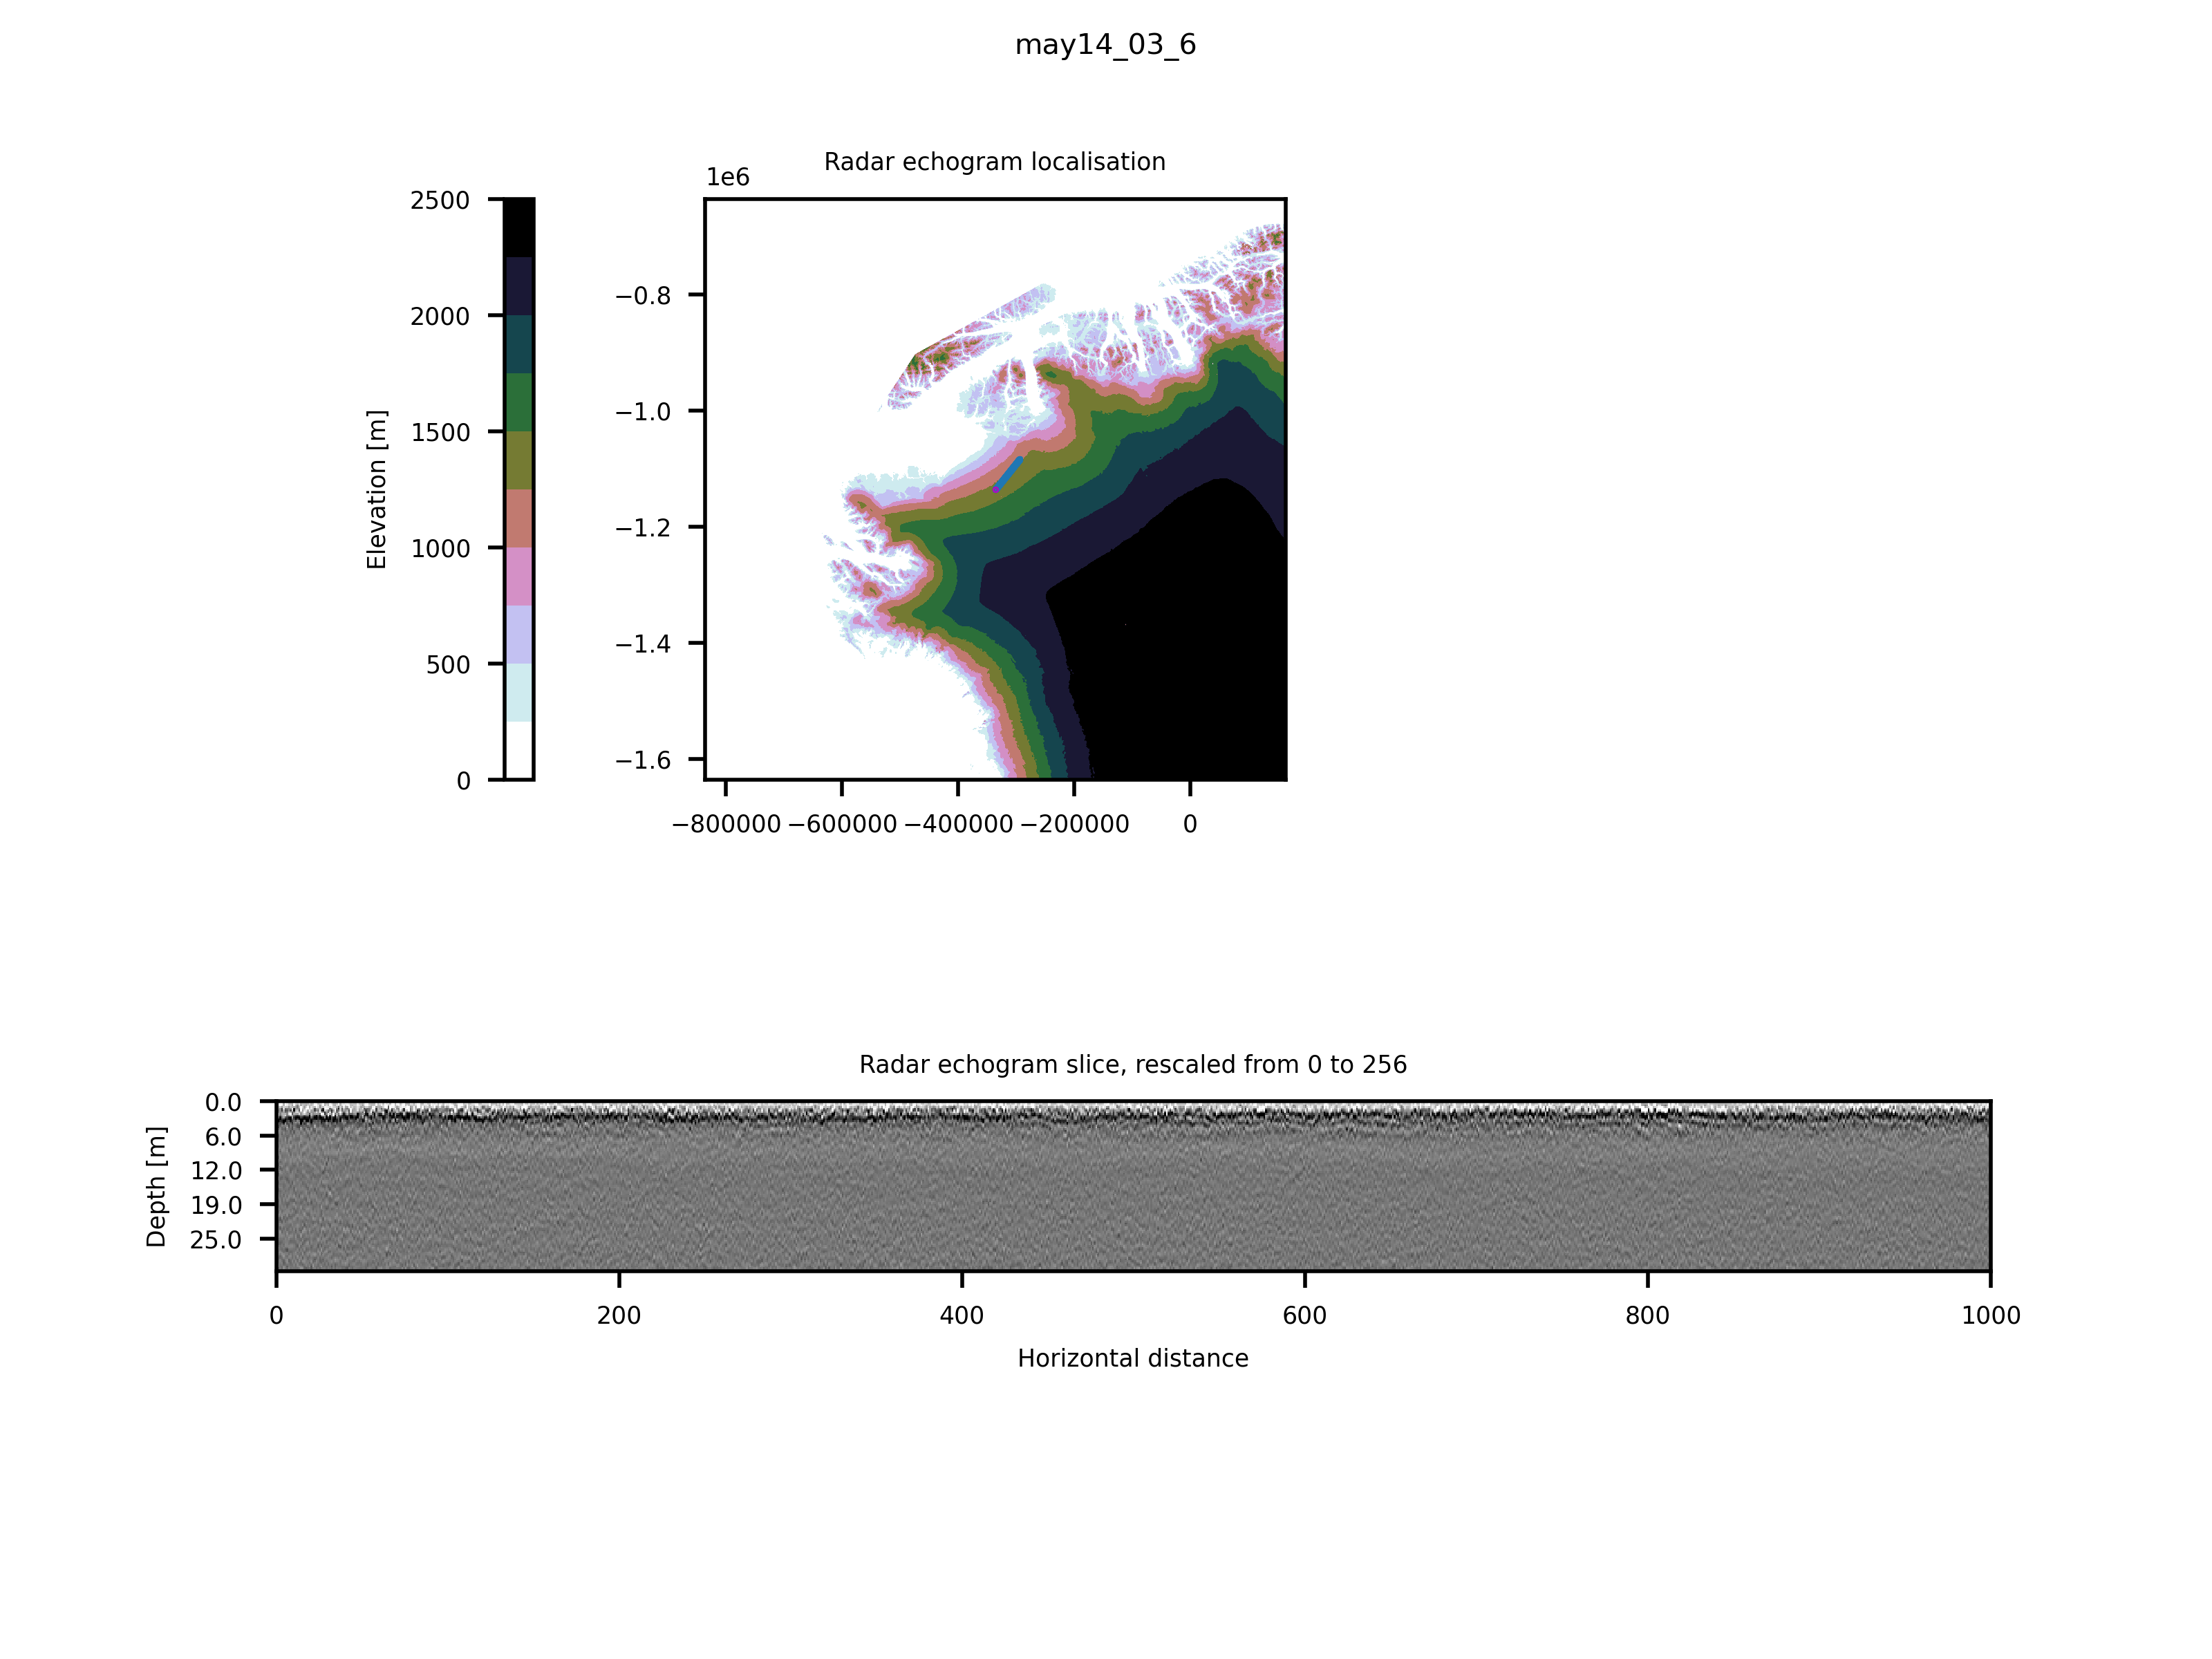 may14_03_6
Radar echogram localisation
1e6
2500
2000
1500
1000
500
0
Elevation [m]
−0.8
−1.0
−1.2
−1.4
−1.6
−800000 −600000 −400000 −200000 0
Radar echogram slice, rescaled from 0 to 256
0.0
6.0
12.0
19.0
25.0
Depth [m]
0 200 400 600 800 1000
Horizontal distance